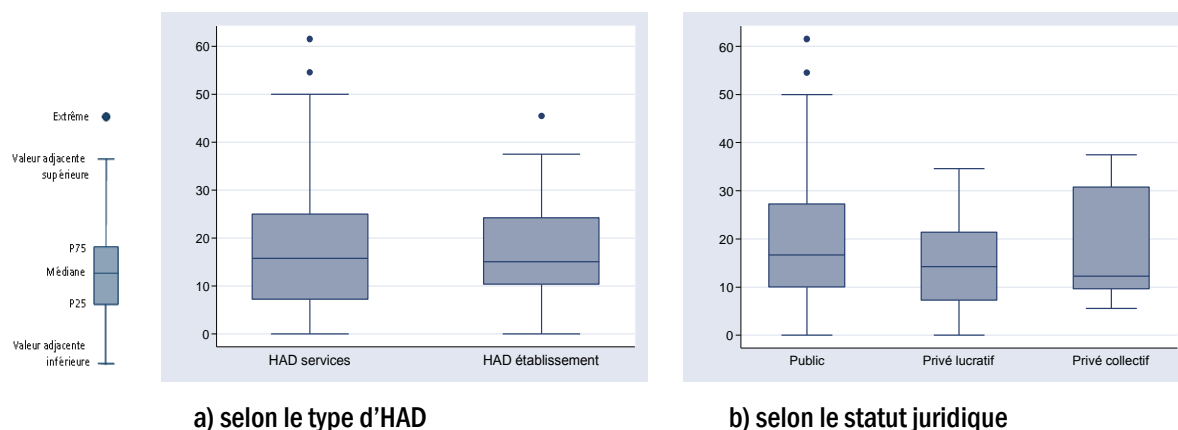 Extrême
Valeur adjacente
supérieure
P75
Médiane
P25
Valeur adjacente
inférieure
60
50
40
30
20
10
0
HAD services
HAD établissement
a) selon le type d'HAD
60
50
40
30
20
10
0
Public
Privé lucratif
Privé collectif
b) selon le statut juridique